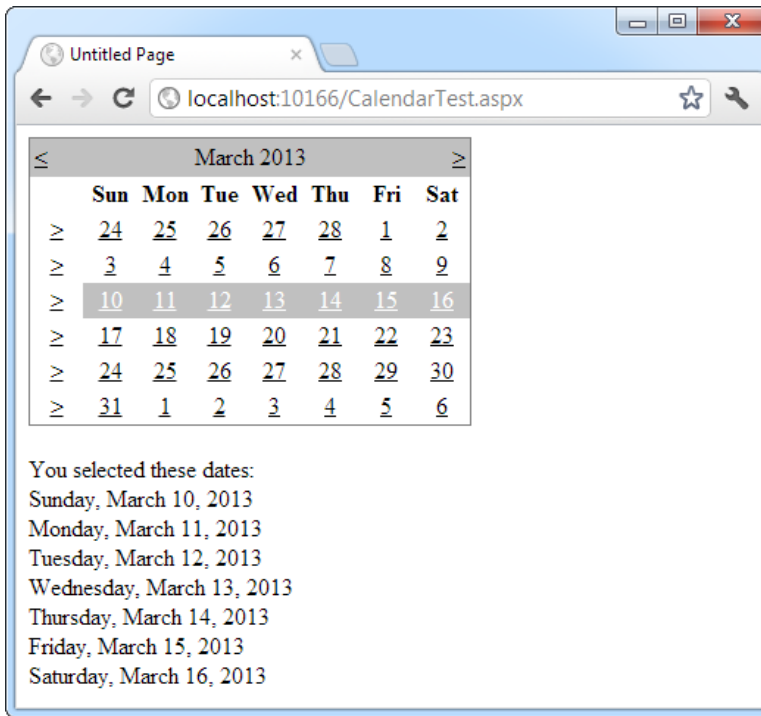 Untitled Page
localhost:10166/CalendarTest.aspx
< March 2013 >
Sun Mon Tue Wed Thu Fri Sat
> 24 25 26 27 28 1 2
> 3 4 5 6 7 8 9
> 10 11 12 13 14 15 16
> 17 18 19 20 21 22 23
> 24 25 26 27 28 29 30
> 31 1 2 3 4 5 6
You selected these dates:
Sunday, March 10, 2013
Monday, March 11, 2013
Tuesday, March 12, 2013
Wednesday, March 13, 2013
Thursday, March 14, 2013
Friday, March 15, 2013
Saturday, March 16, 2013